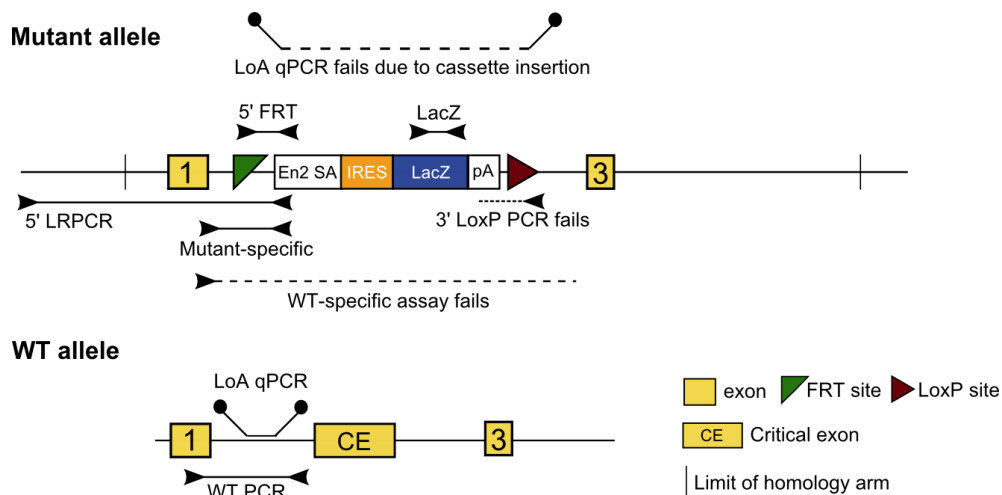 Mutant allele
LoA qPCR fails due to cassette insertion
5' FRT
LacZ
1
En2 SA
IRES
LacZ
pA
3
5' LRPCR
3' LoxP PCR fails
Mutant-specific
WT-specific assay fails
WT allele
LoA qPCR
1
CE
3
WT PCR
exon
FRT site
LoxP site
CE
Critical exon
Limit of homology arm